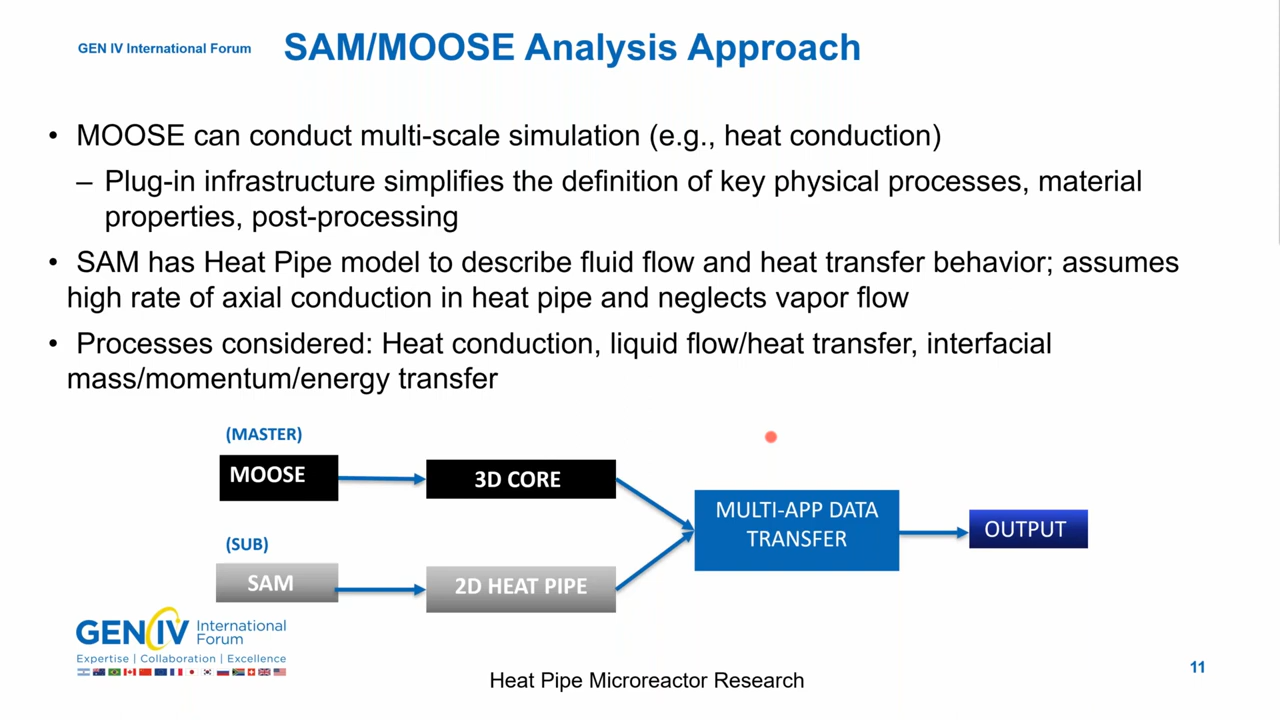 GEN IV International Forum
SAM/MOOSE Analysis Approach
• MOOSE can conduct multi-scale simulation (e.g., heat conduction)
– Plug-in infrastructure simplifies the definition of key physical processes, material
properties, post-processing
• SAM has Heat Pipe model to describe fluid flow and heat transfer behavior; assumes
high rate of axial conduction in heat pipe and neglects vapor flow
• Processes considered: Heat conduction, liquid flow/heat transfer, interfacial
mass/momentum/energy transfer
(MASTER)
MOOSE
3D CORE
MULTI-APP DATA
TRANSFER
OUTPUT
(SUB)
SAM
2D HEAT PIPE
GEN IV International
Forum
Expertise | Collaboration | Excellence
Heat Pipe Microreactor Research
11